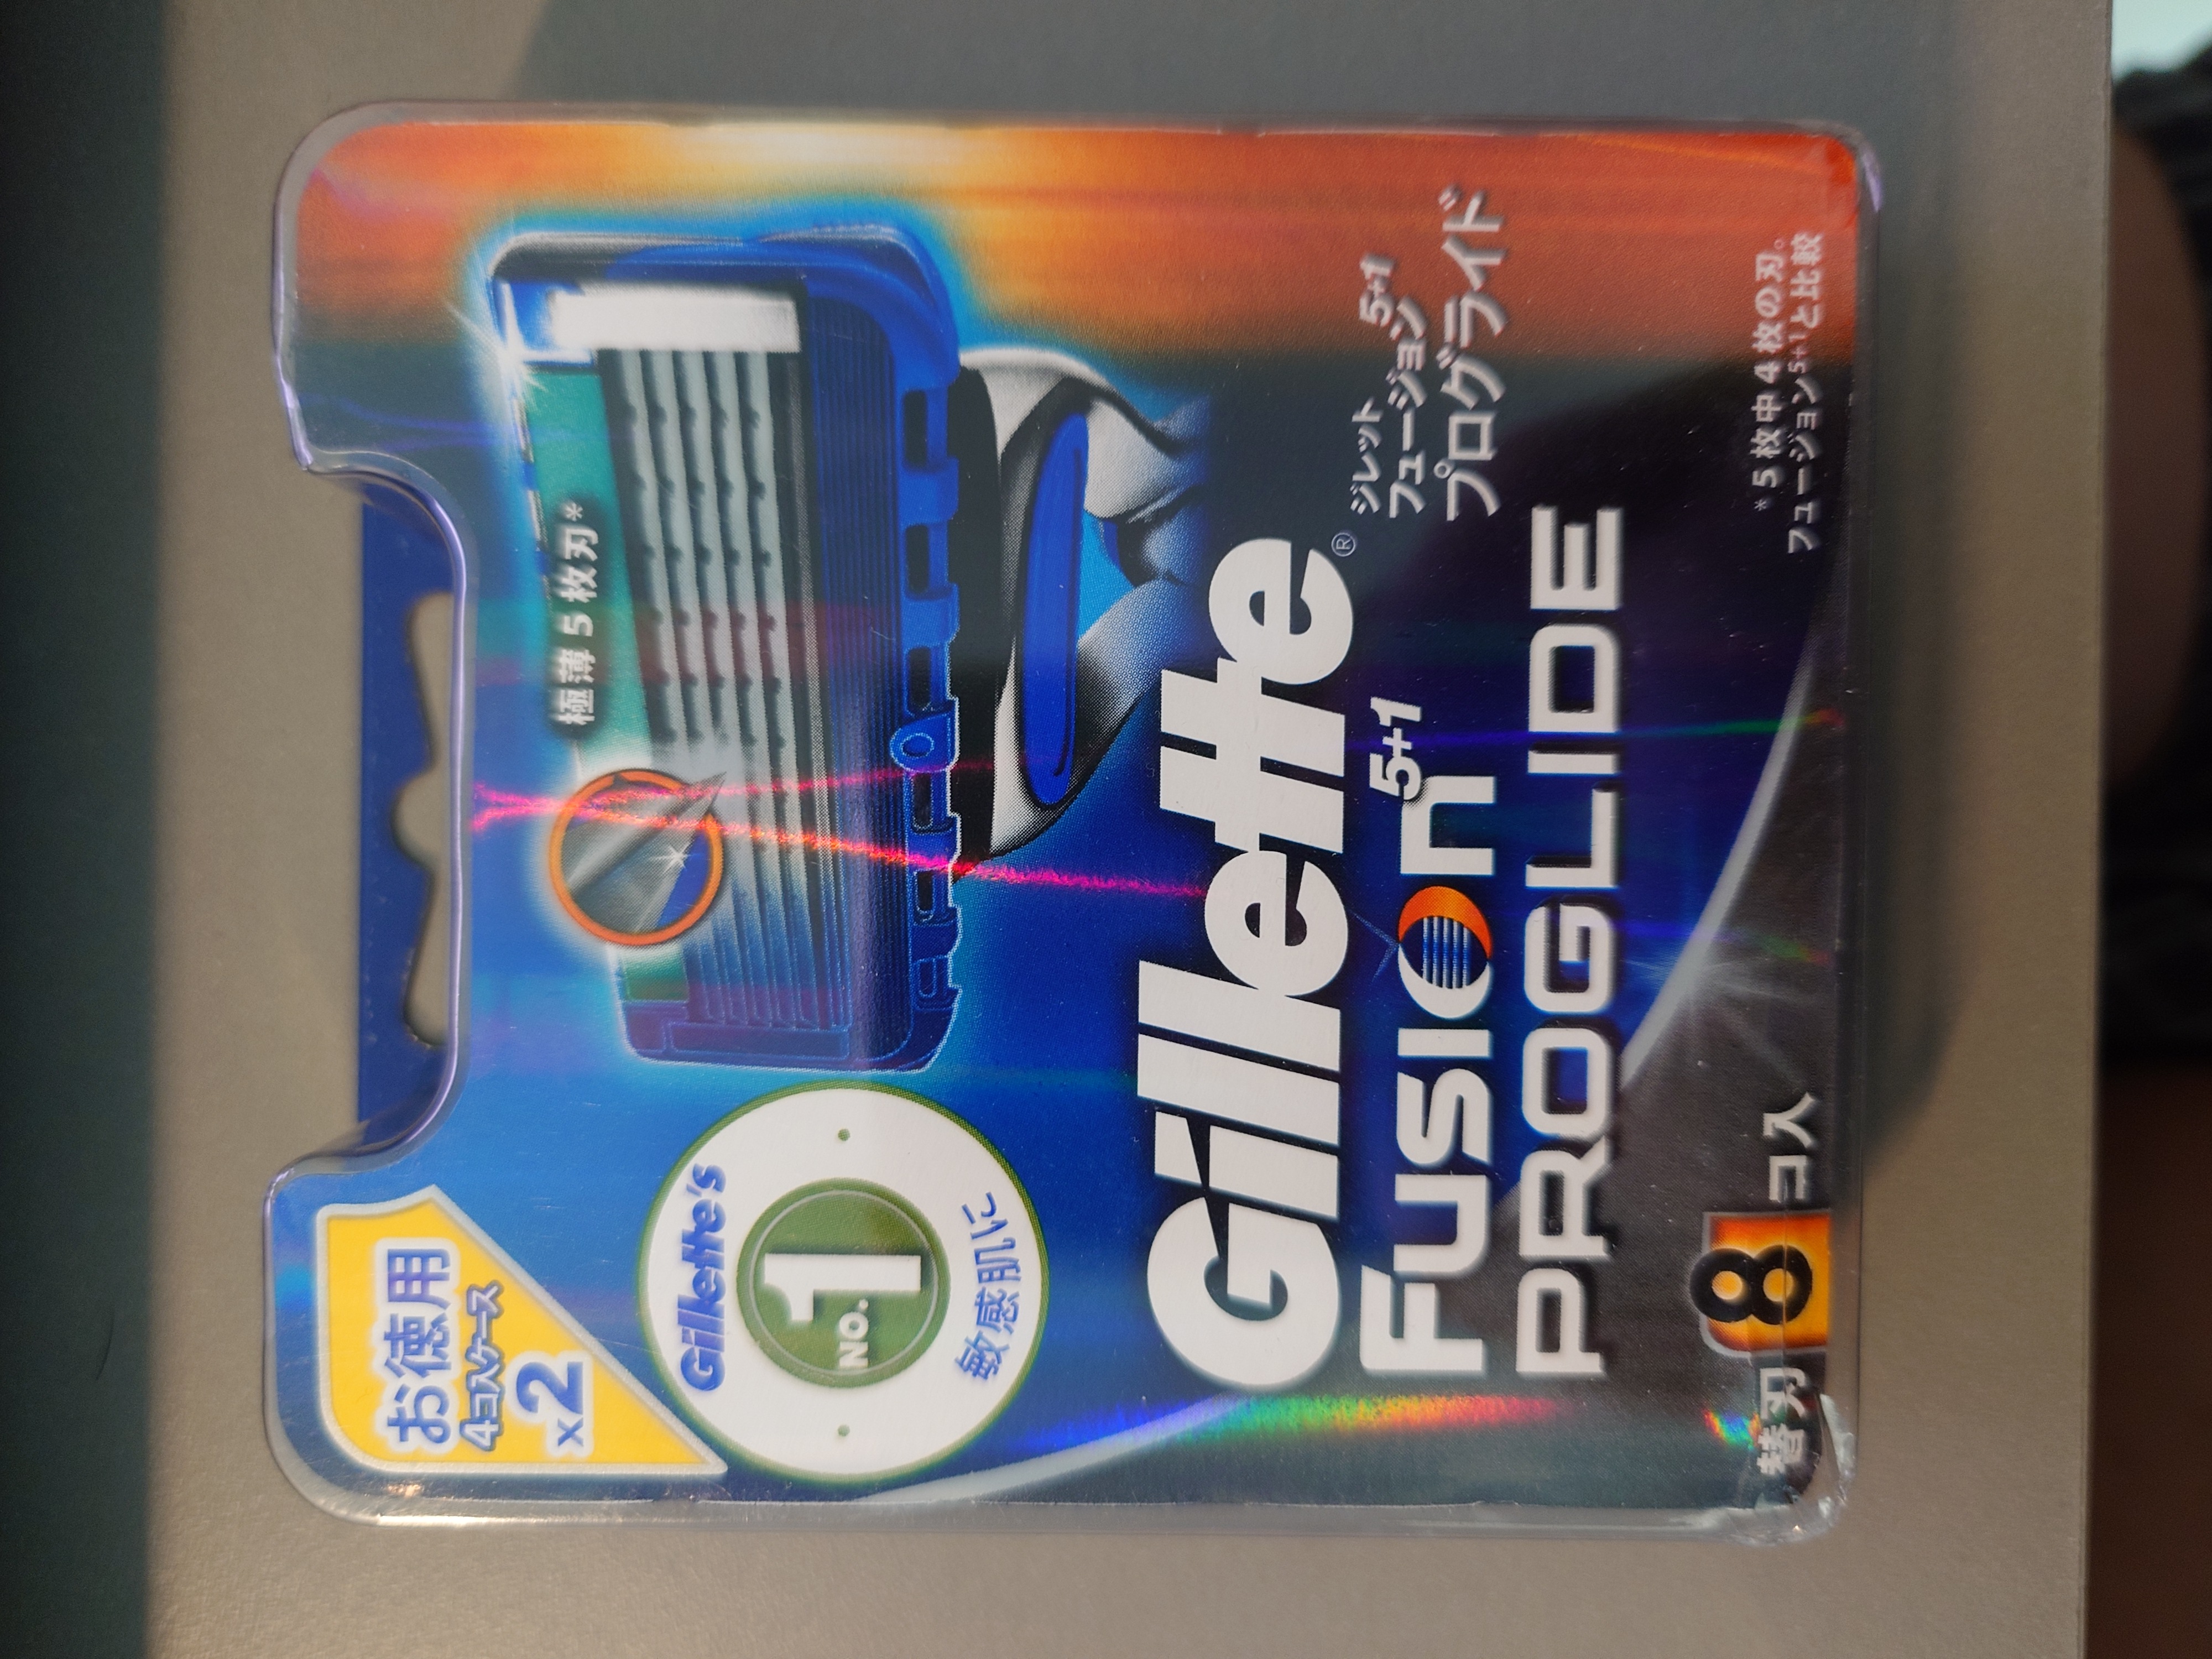 お徳用
4コ入ケース
x2
極薄5枚刃*
Gillette's
NO.1
敏感肌に
Gillette®
ジレット
フュージョン5+1
プログライド
FUSION5+1
PROGLIDE
替刃8コ入
*5枚中4枚の刃。
フュージョン5+1と比較